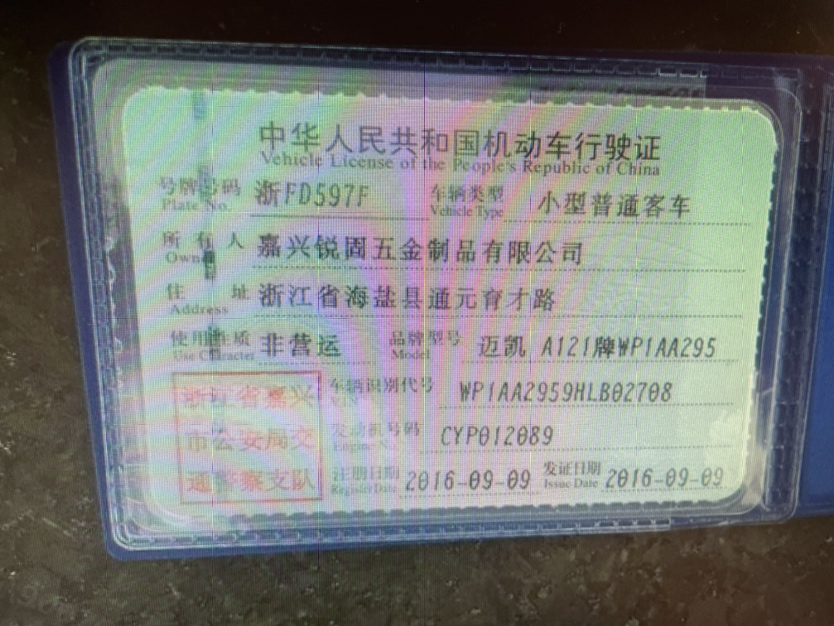 中华人民共和国机动车行驶证
Vehicle License of the People's Republic of China
号牌号码 浙FD597F 车辆类型 小型普通客车
Plate No. Vehicle Type
所有人 嘉兴锐固五金制品有限公司
Owner
住址 浙江省海盐县通元育才路
Address
使用性质 非营运 品牌型号 迈凯 A121牌WP1AA295
Use Character Model
浙江省嘉兴 车辆识别代号 WP1AA2959HLB02708
VIN
市公安局交 发动机号码 CYP012089
Engine No.
通警察支队 注册日期 2016-09-09 发证日期 2016-09-09
Register Date Issue Date